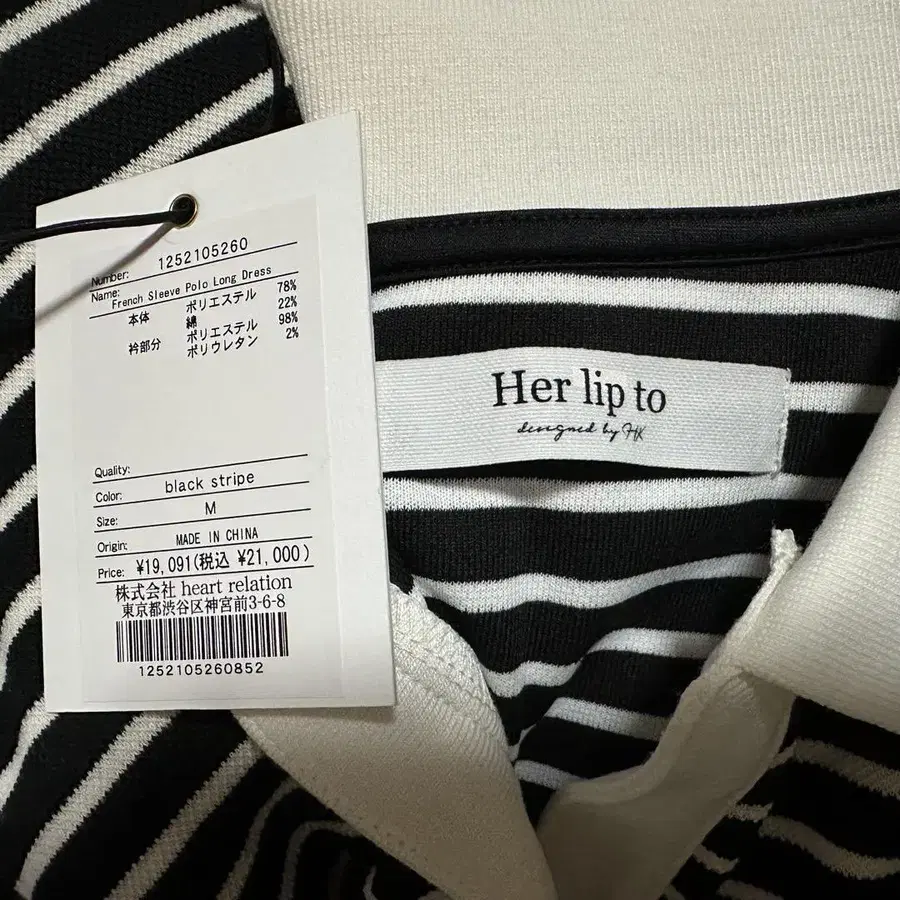 Number: 1252105260
Name: French Sleeve Polo Long Dress
本体 ポリエステル 78%
綿 22%
衿部分 ポリエステル 98%
ポリウレタン 2%
Quality:
Color: black stripe
Size: M
Origin: MADE IN CHINA
Price: ¥19,091(税込 ¥21,000)
株式会社 heart relation
東京都渋谷区神宮前3-6-8
1252105260852
Her lip to
designed by HK